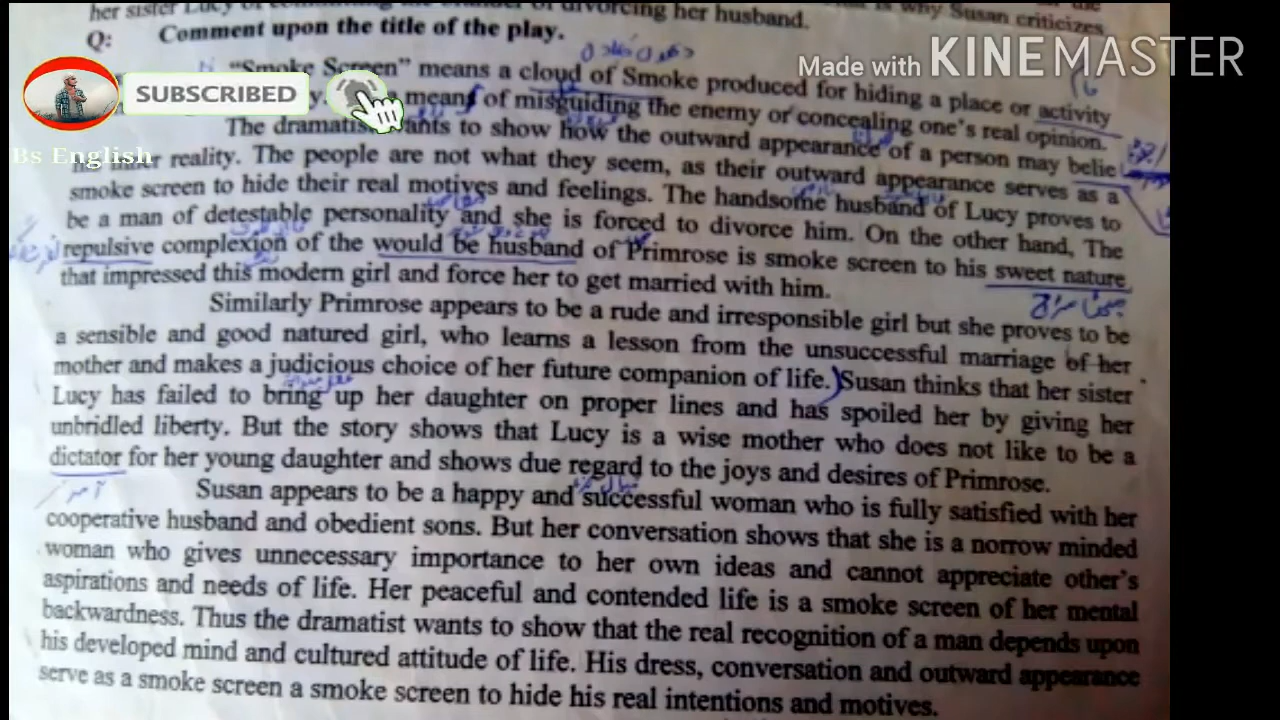 her sister Lucy of divorcing her husband. is why Susan criticizes
Q: Comment upon the title of the play.
Made with KINEMASTER
"Smoke Screen" means a cloud of Smoke produced for hiding a place or activity
SUBSCRIBED
means of misguiding the enemy or concealing one's real opinion.
The dramatist wants to show how the outward appearance of a person may belie
Bs English
inner reality. The people are not what they seem, as their outward appearance serves as a
smoke screen to hide their real motives and feelings. The handsome husband of Lucy proves to
be a man of detestable personality and she is forced to divorce him. On the other hand, The
repulsive complexion of the would be husband of Primrose is smoke screen to his sweet nature
that impressed this modern girl and force her to get married with him.
Similarly Primrose appears to be a rude and irresponsible girl but she proves to be
a sensible and good natured girl, who learns a lesson from the unsuccessful marriage of her
mother and makes a judicious choice of her future companion of life. Susan thinks that her sister
Lucy has failed to bring up her daughter on proper lines and has spoiled her by giving her
unbridled liberty. But the story shows that Lucy is a wise mother who does not like to be a
dictator for her young daughter and shows due regard to the joys and desires of Primrose.
Susan appears to be a happy and successful woman who is fully satisfied with her
cooperative husband and obedient sons. But her conversation shows that she is a norrow minded
woman who gives unnecessary importance to her own ideas and cannot appreciate other's
aspirations and needs of life. Her peaceful and contended life is a smoke screen of her mental
backwardness. Thus the dramatist wants to show that the real recognition of a man depends upon
his developed mind and cultured attitude of life. His dress, conversation and outward appearance
serve as a smoke screen a smoke screen to hide his real intentions and motives.